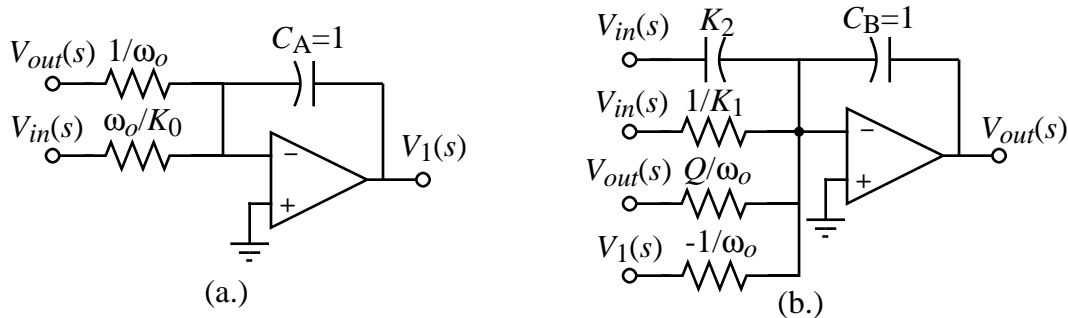 V_out(s) 1/ω_o C_A=1
V_in(s) ω_o/K_0
−
+
V_1(s)
(a.)
V_in(s) K_2 C_B=1
V_in(s) 1/K_1
−
+
V_out(s)
V_out(s) Q/ω_o
V_1(s) -1/ω_o
(b.)